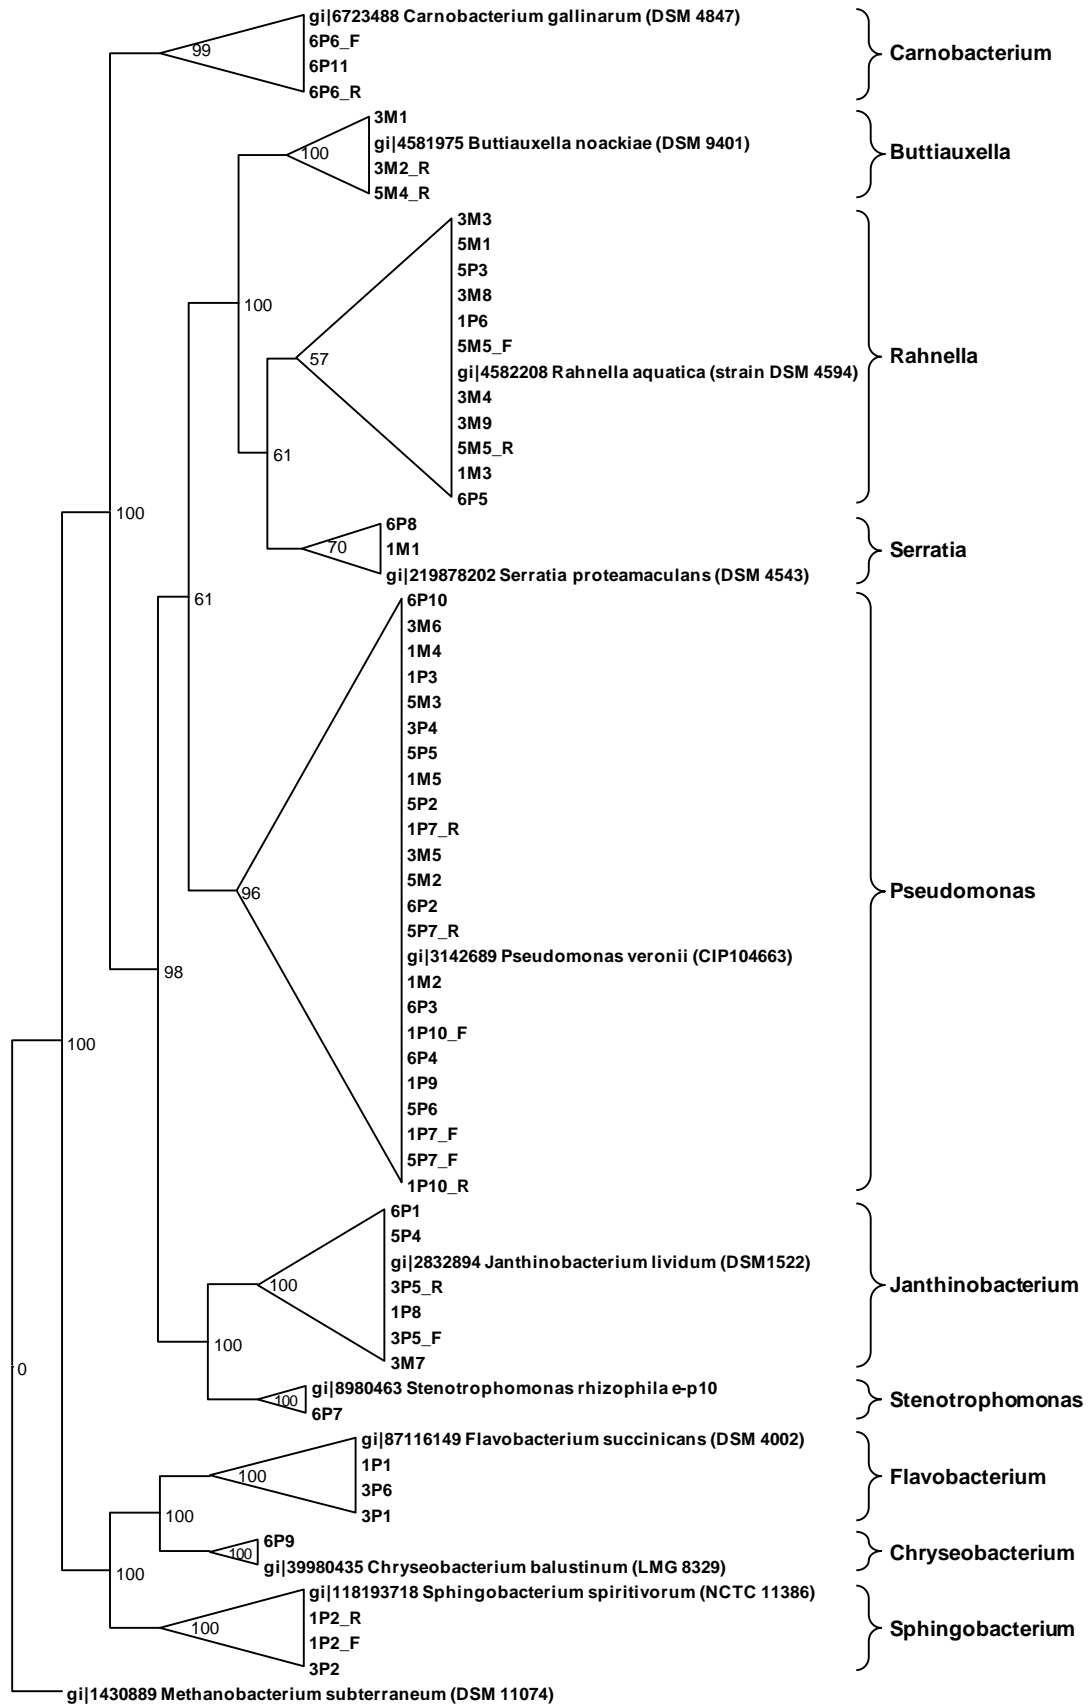 gi|6723488 Carnobacterium gallinarum (DSM 4847)
6P6_F
99
Carnobacterium
6P11
6P6_R
3M1
gi|4581975 Buttiauxella noackiae (DSM 9401)
100
Buttiauxella
3M2_R
5M4_R
3M3
5M1
5P3
3M8
100
1P6
5M5_F
57
Rahnella
gi|4582208 Rahnella aquatica (strain DSM 4594)
3M4
3M9
5M5_R
61
1M3
6P5
100
6P8
70
1M1
Serratia
gi|219878202 Serratia proteamaculans (DSM 4543)
61
6P10
3M6
1M4
1P3
5M3
3P4
5P5
1M5
5P2
1P7_R
3M5
5M2
96
Pseudomonas
6P2
5P7_R
gi|3142689 Pseudomonas veronii (CIP104663)
98
1M2
6P3
1P10_F
100
6P4
1P9
5P6
1P7_F
5P7_F
1P10_R
6P1
5P4
gi|2832894 Janthinobacterium lividum (DSM1522)
100
3P5_R
Janthinobacterium
1P8
3P5_F
100
3M7
0
gi|8980463 Stenotrophomonas rhizophila e-p10
100
Stenotrophomonas
6P7
gi|87116149 Flavobacterium succinicans (DSM 4002)
1P1
100
Flavobacterium
3P6
3P1
100
6P9
100
Chryseobacterium
gi|39980435 Chryseobacterium balustinum (LMG 8329)
100
gi|118193718 Sphingobacterium spiritivorum (NCTC 11386)
1P2_R
100
Sphingobacterium
1P2_F
3P2
gi|1430889 Methanobacterium subterraneum (DSM 11074)